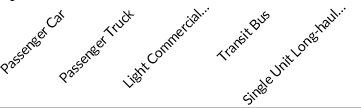 Passenger Car
Passenger Truck
Light Commercial...
Transit Bus
Single Unit Long-haul...